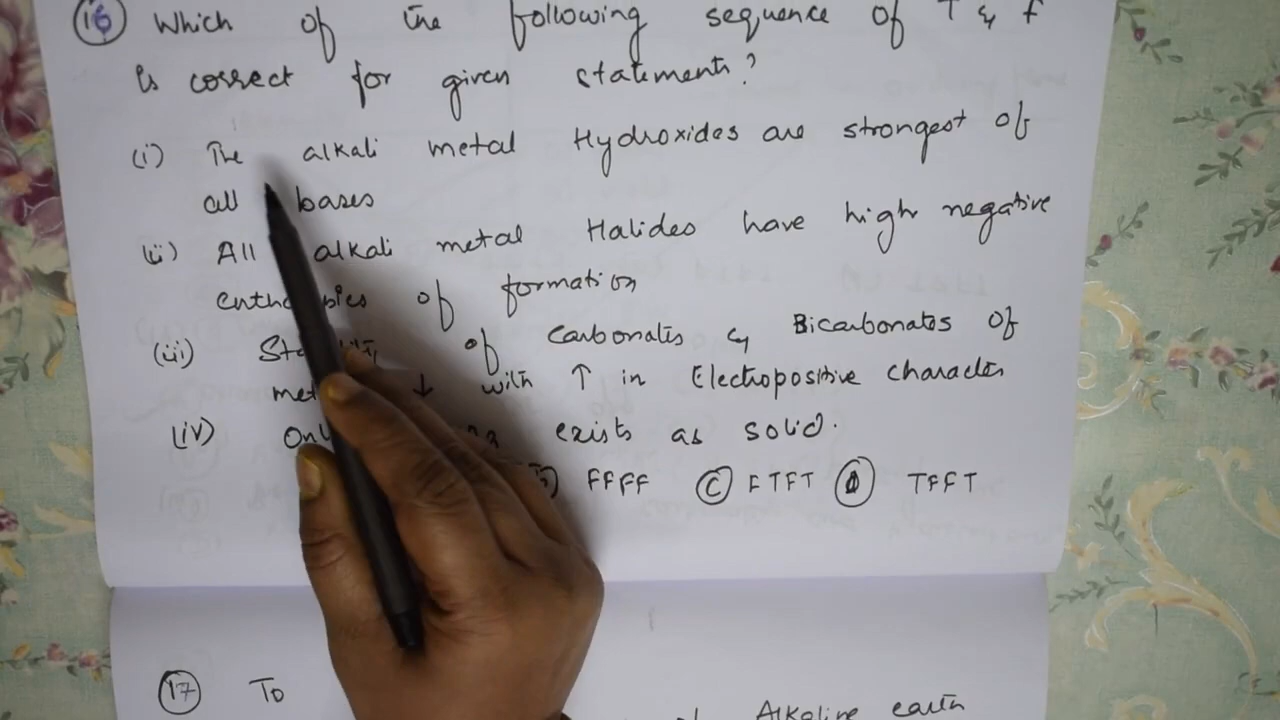 16 Which of the following sequence of T & F
is correct for given statements?
(i) The alkali metal Hydroxides are strongest of
all bases
(ii) All alkali metal Halides have high negative
of formation
(iii) of Carbonates & Bicarbonates of
↓ with ↑ in Electropositive character
(iv) exists as solid.
FFFF (C) FTFT TFFT
17 To Alkaline earth